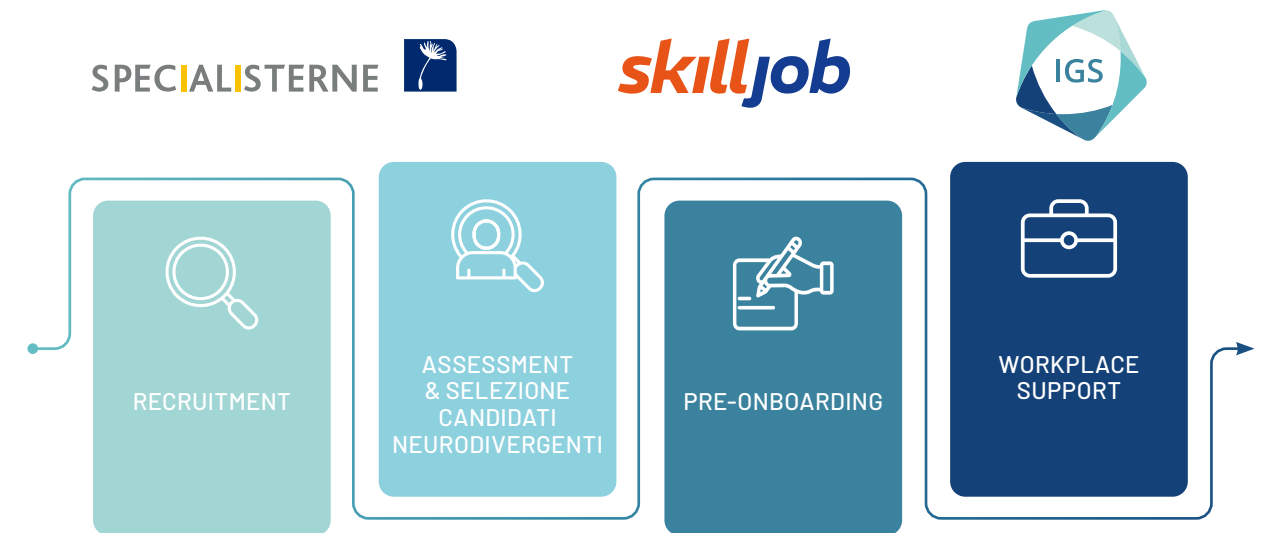 SPECIALISTERNE
skilljob
IGS
RECRUITMENT
ASSESSMENT
& SELEZIONE
CANDIDATI
NEURODIVERGENTI
PRE-ONBOARDING
WORKPLACE
SUPPORT